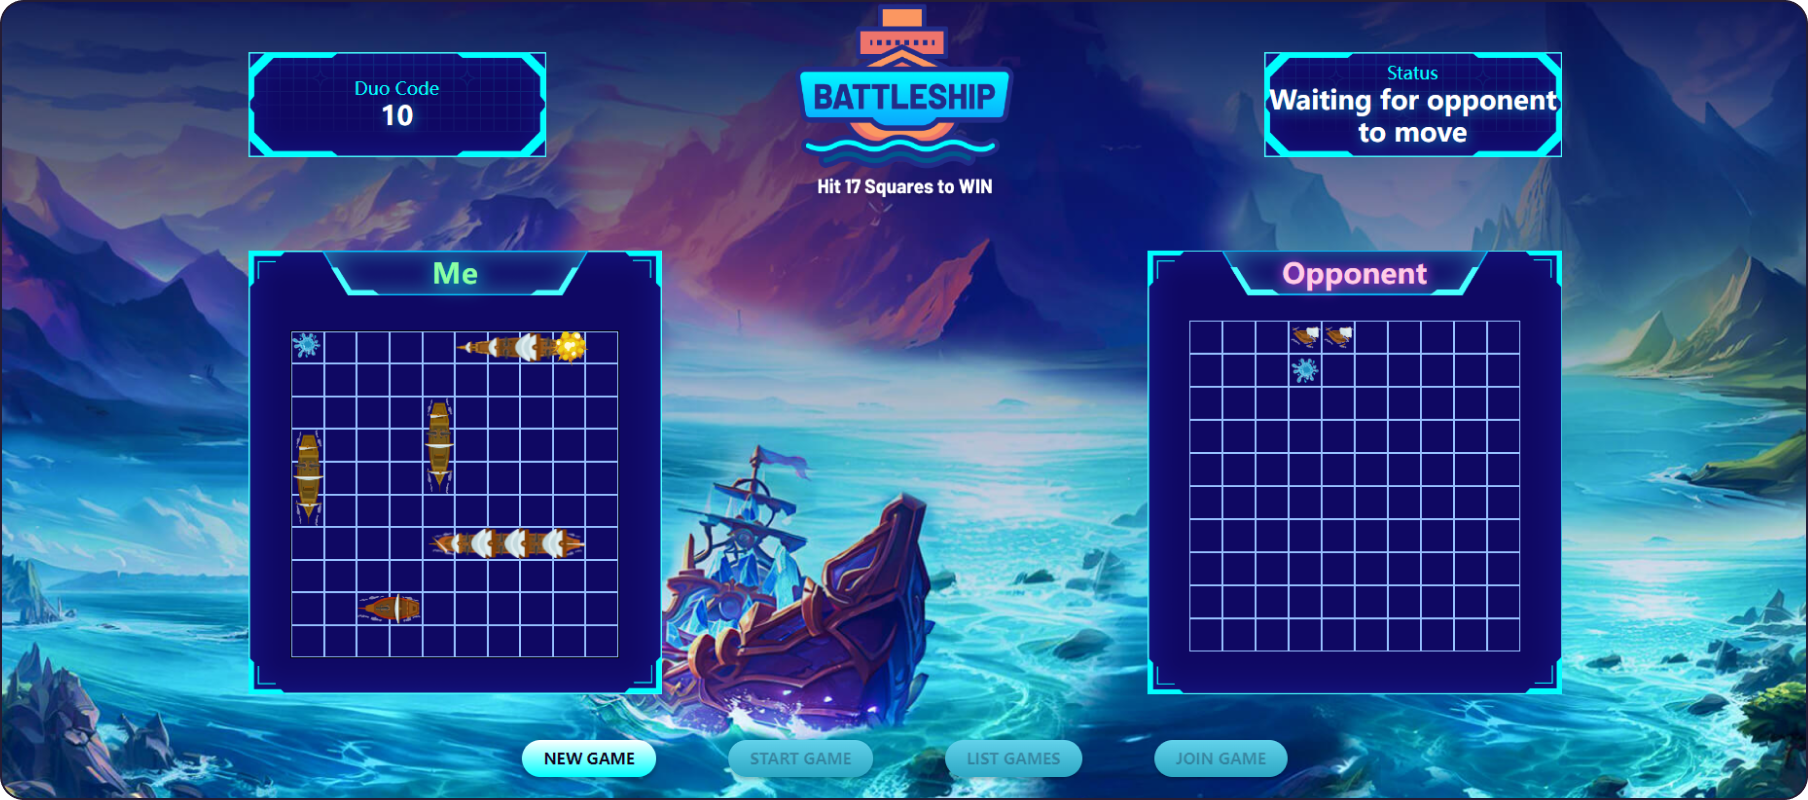 Duo Code
10
BATTLESHIP
Hit 17 Squares to WIN
Status
Waiting for opponent
to move
Me
Opponent
NEW GAME
START GAME
LIST GAMES
JOIN GAME